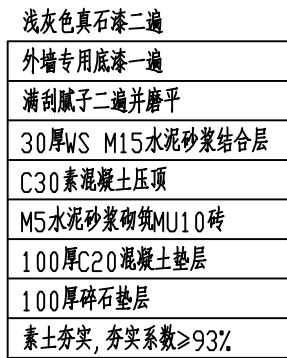 浅灰色真石漆二遍
外墙专用底漆一遍
满刮腻子二遍并磨平
30厚WS M15水泥砂浆结合层
C30素混凝土压顶
M5水泥砂浆砌筑MU10砖
100厚C20混凝土垫层
100厚碎石垫层
素土夯实,夯实系数≥93%